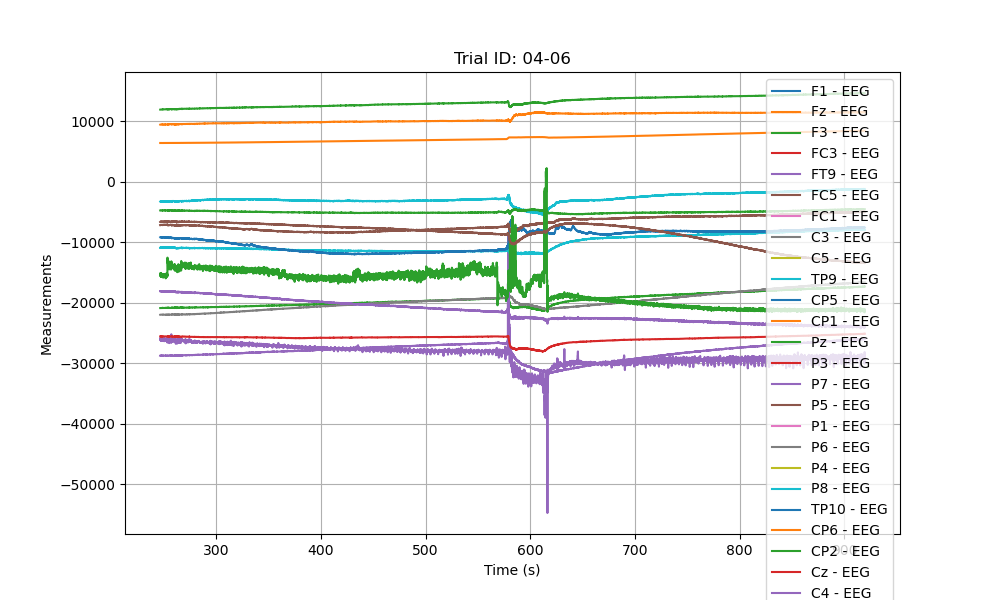 Trial ID: 04-06
Measurements
10000
0
−10000
−20000
−30000
−40000
−50000
300
400
500
600
700
800
900
Time (s)
F1 - EEG
Fz - EEG
F3 - EEG
FC3 - EEG
FT9 - EEG
FC5 - EEG
FC1 - EEG
C3 - EEG
C5 - EEG
TP9 - EEG
CP5 - EEG
CP1 - EEG
Pz - EEG
P3 - EEG
P7 - EEG
P5 - EEG
P1 - EEG
P6 - EEG
P4 - EEG
P8 - EEG
TP10 - EEG
CP6 - EEG
CP2 - EEG
Cz - EEG
C4 - EEG